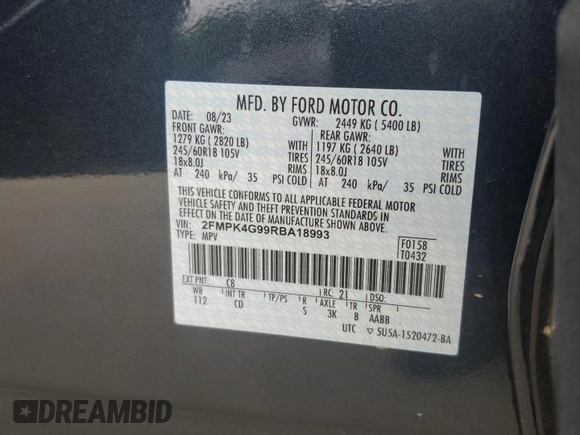 MFD. BY FORD MOTOR CO.
DATE: 08/23 GVWR: 2449 KG ( 5400 LB)
FRONT GAWR: REAR GAWR:
1279 KG ( 2820 LB) WITH 1197 KG ( 2640 LB) WITH
245/60R18 105V TIRES 245/60R18 105V TIRES
18x8.0J RIMS 18x8.0J RIMS
AT 240 kPa/ 35 PSI COLD AT 240 kPa/ 35 PSI COLD
THIS VEHICLE CONFORMS TO ALL APPLICABLE FEDERAL MOTOR
VEHICLE SAFETY AND THEFT PREVENTION STANDARDS IN
EFFECT ON THE DATE OF MANUFACTURE SHOWN ABOVE.
VIN: 2FMPK4G99RBA18993
TYPE: MPV
F0158
T0432
EXT PNT: C8 RC: 21 DSO:
WB INT TR TP/PS R AXLE TR SPR
112 CD S 3K 8 AABB
UTC ▽ 5U5A-1520472-BA
DREAMBID